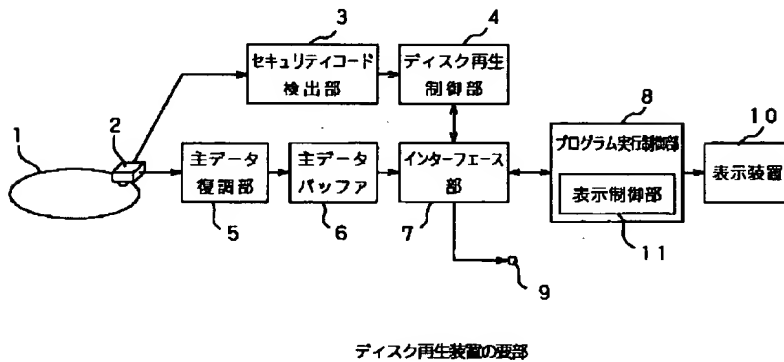 3
4
セキュリティコード
検出部
ディスク再生
制御部
8
10
1
2
主データ
復調部
主データ
バッファ
インターフェース
部
プログラム実行制御部
表示制御部
表示装置
5
6
7
11
9
ディスク再生装置の要部